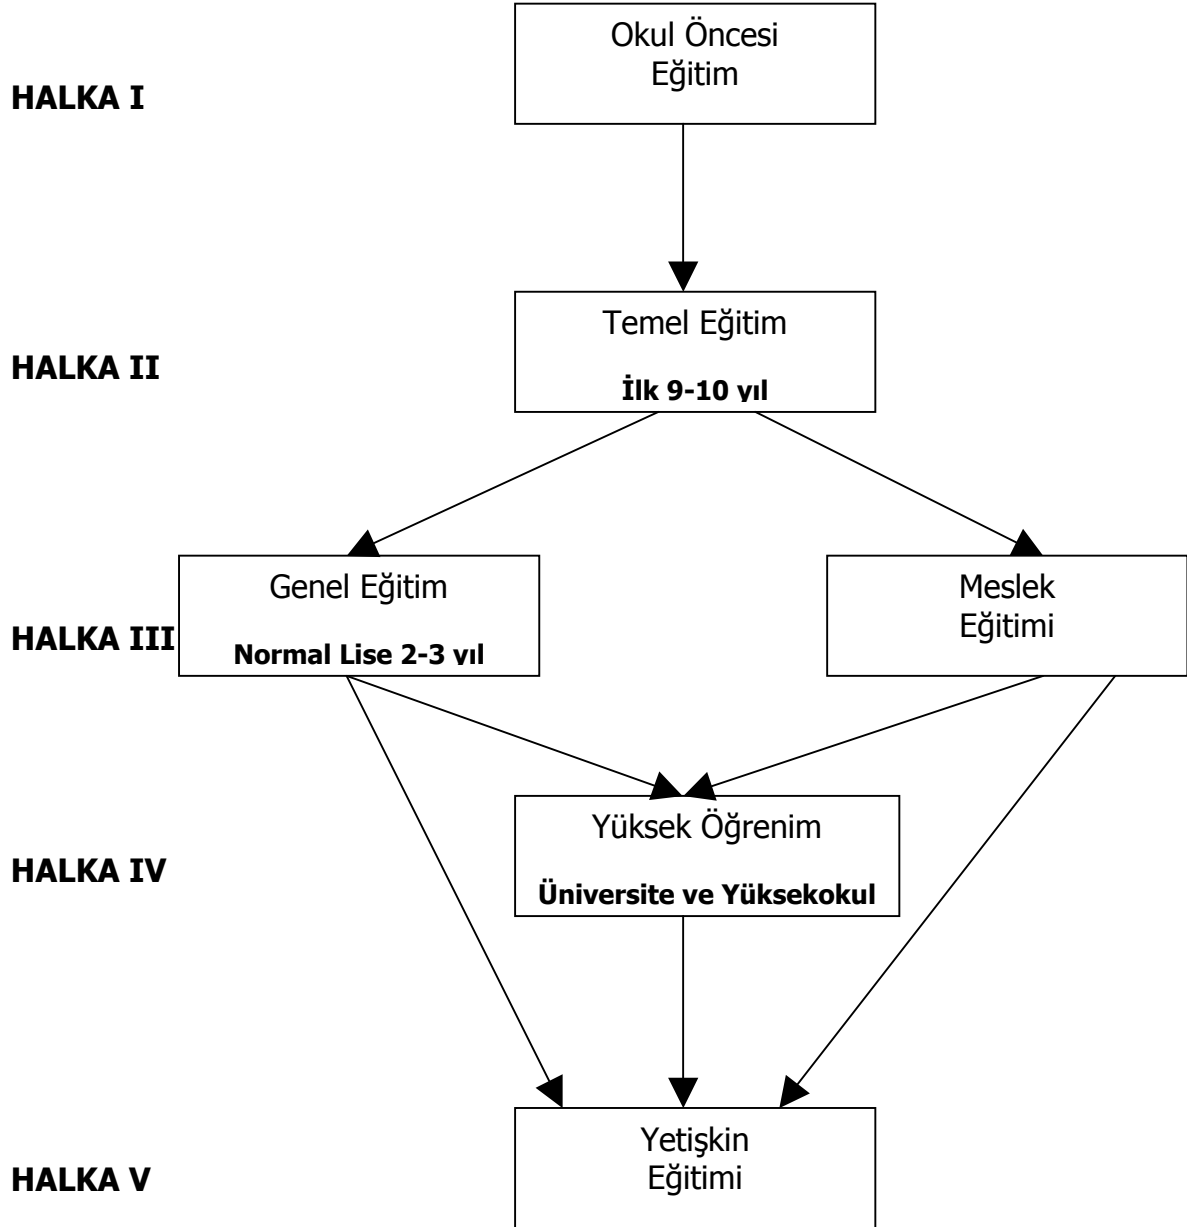 Okul Öncesi
Eğitim
HALKA I
Temel Eğitim
HALKA II
İlk 9-10 yıl
Genel Eğitim
Meslek
Eğitimi
HALKA III
Normal Lise 2-3 yıl
Yüksek Öğrenim
HALKA IV
Üniversite ve Yüksekokul
Yetişkin
Eğitimi
HALKA V